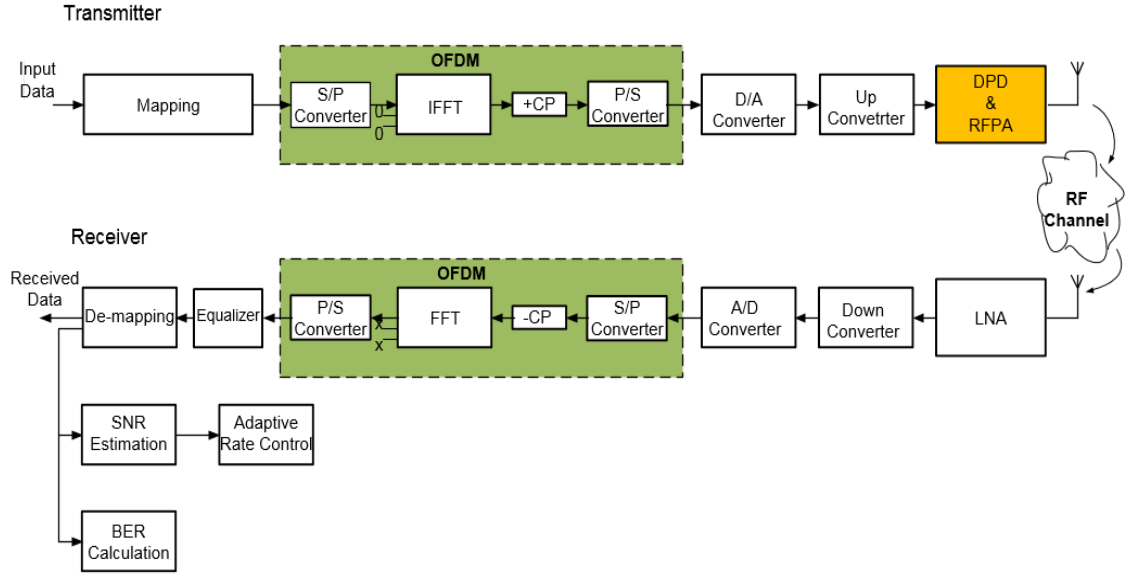 Transmitter
Input
Data
Mapping
OFDM
S/P
Converter
0
0
IFFT
+CP
P/S
Converter
D/A
Converter
Up
Convetrter
DPD
&
RFPA
RF
Channel
Receiver
Received
Data
De-mapping
Equalizer
OFDM
P/S
Converter
x
x
FFT
-CP
S/P
Converter
A/D
Converter
Down
Converter
LNA
SNR
Estimation
Adaptive
Rate Control
BER
Calculation